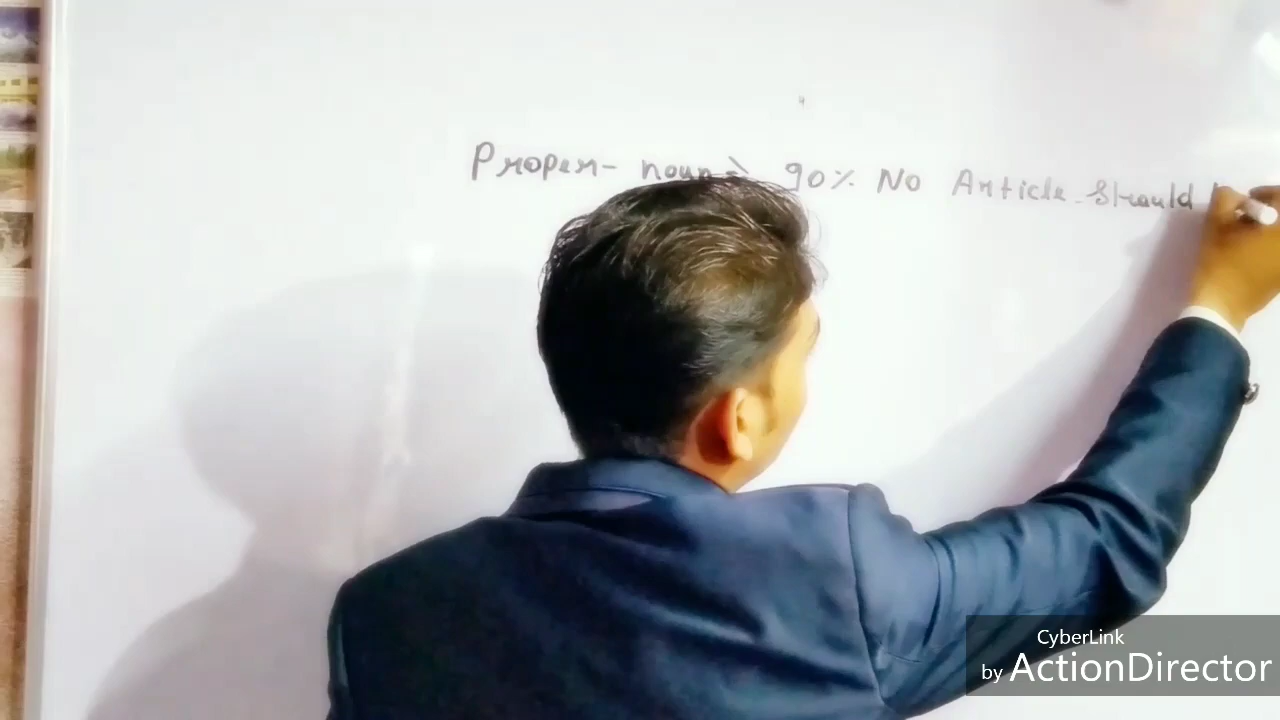 Proper- noun → 90% No Article Should
CyberLink
by ActionDirector